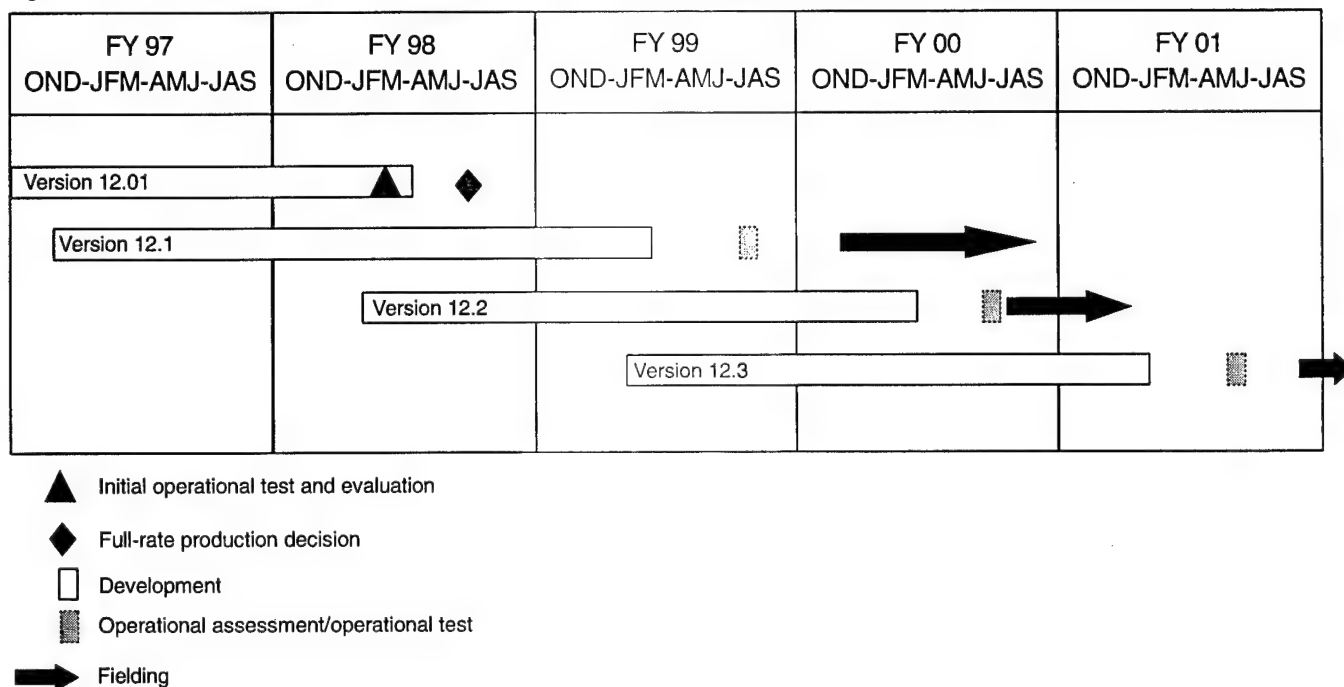 FY 97
OND-JFM-AMJ-JAS
FY 98
OND-JFM-AMJ-JAS
FY 99
OND-JFM-AMJ-JAS
FY 00
OND-JFM-AMJ-JAS
FY 01
OND-JFM-AMJ-JAS
Version 12.01
Version 12.1
Version 12.2
Version 12.3
Initial operational test and evaluation
Full-rate production decision
Development
Operational assessment/operational test
Fielding